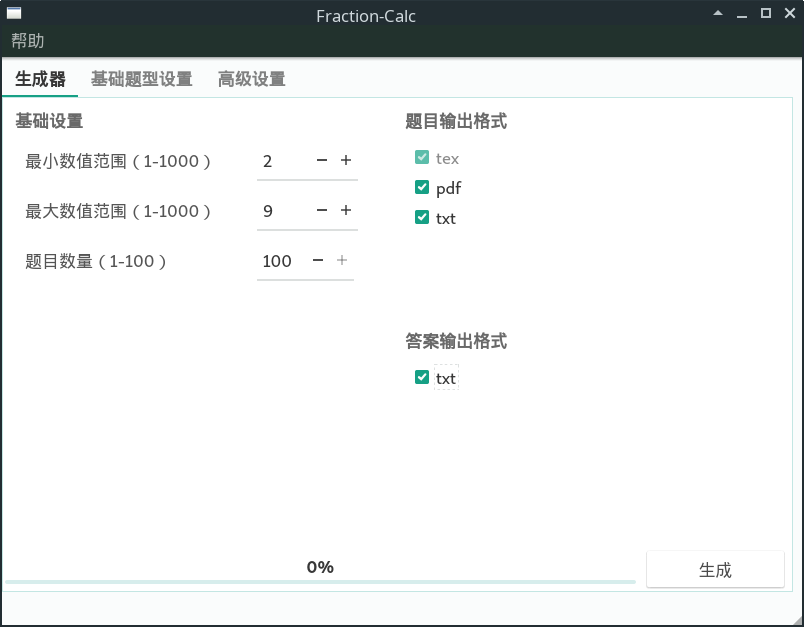 Fraction-Calc
帮助
生成器 基础题型设置 高级设置
基础设置
最小数值范围（1-1000） 2
最大数值范围（1-1000） 9
题目数量（1-100） 100
题目输出格式
tex
pdf
txt
答案输出格式
txt
0%
生成